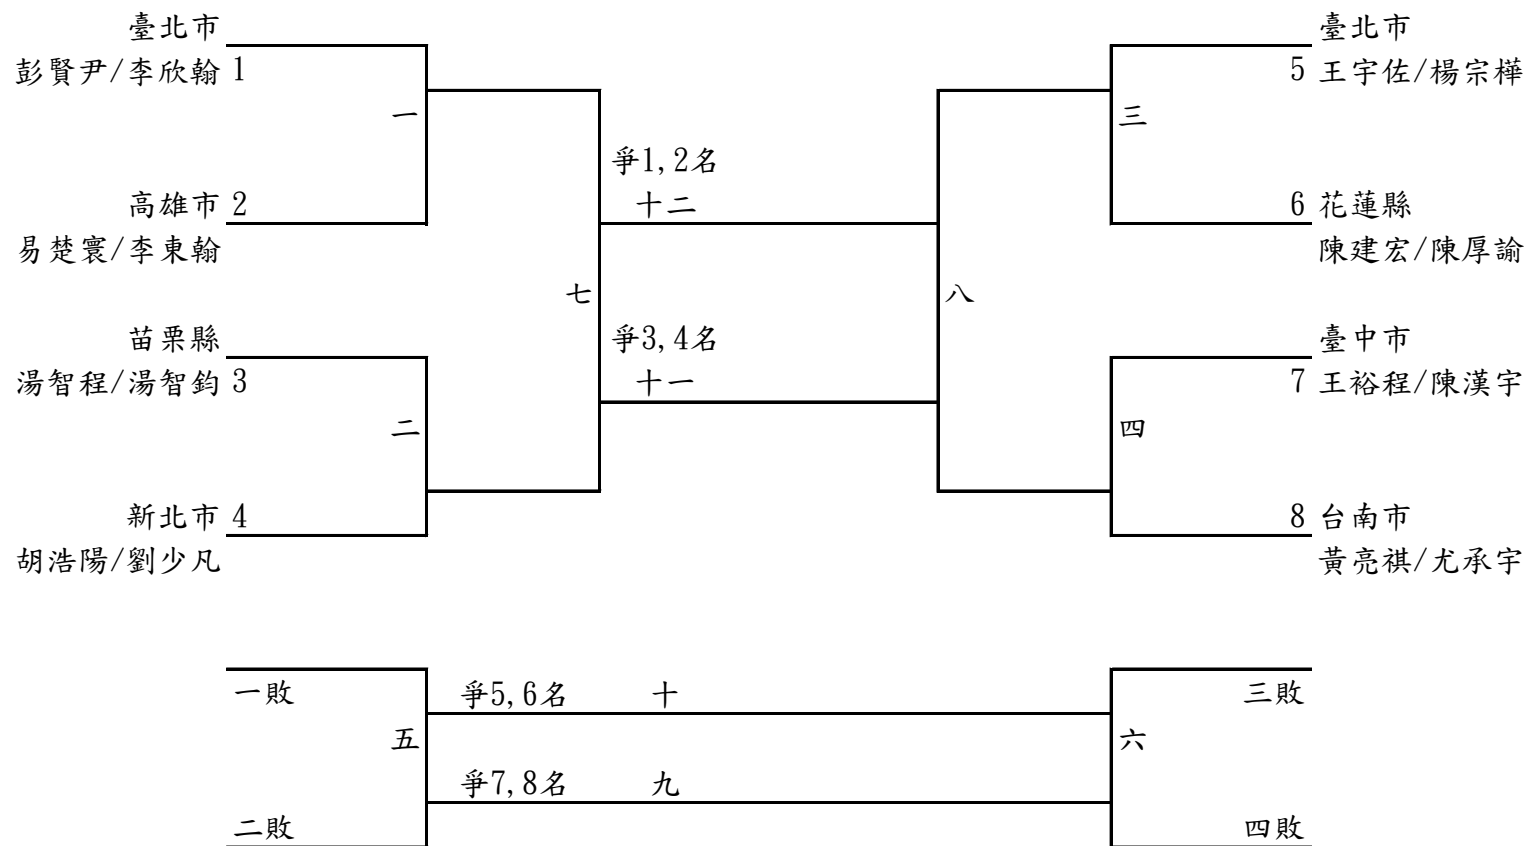 臺北市
彭賢尹/李欣翰 1
一
高雄市 2
易楚寰/李東翰
苗栗縣
湯智程/湯智鈞 3
二
新北市 4
胡浩陽/劉少凡
七
爭1,2名
十二
爭3,4名
十一
八
臺北市
5 王宇佐/楊宗樺
三
6 花蓮縣
陳建宏/陳厚諭
臺中市
7 王裕程/陳漢宇
四
8 台南市
黃亮祺/尤承宇
一敗
五
二敗
爭5,6名 十
爭7,8名 九
三敗
六
四敗